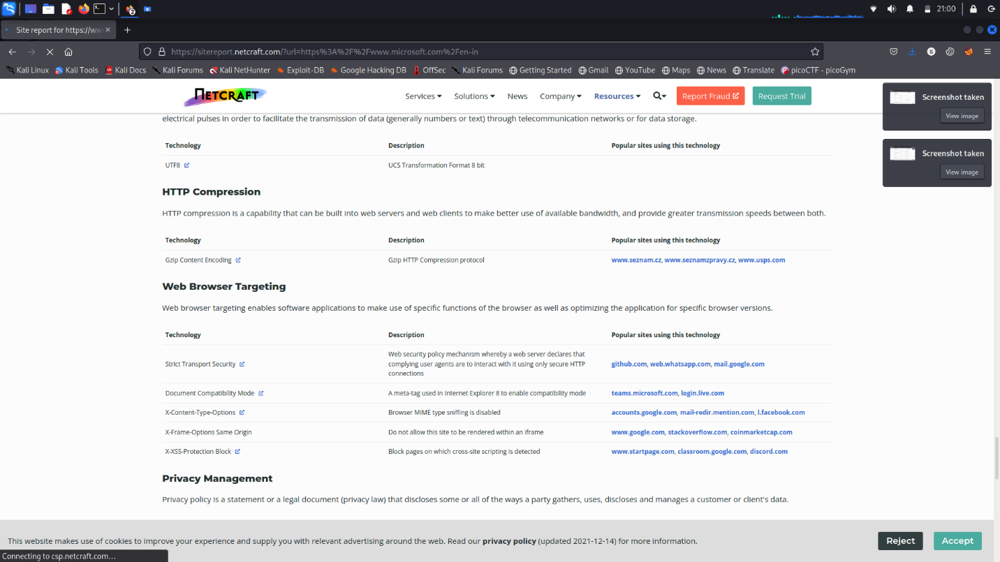 21:00
Site report for https://ww
https://sitereport.netcraft.com/?url=https%3A%2F%2Fwww.microsoft.com%2Fen-in
Kali Linux Kali Tools Kali Docs Kali Forums Kali NetHunter Exploit-DB Google Hacking DB OffSec Kali Forums Getting Started Gmail YouTube Maps News Translate picoCTF - picoGym
NETCRAFT Services Solutions News Company Resources Report Fraud Request Trial
Screenshot taken
View image
Screenshot taken
View image
electrical pulses in order to facilitate the transmission of data (generally numbers or text) through telecommunication networks or for data storage.
Technology Description Popular sites using this technology
UTF8 UCS Transformation Format 8 bit
HTTP Compression
HTTP compression is a capability that can be built into web servers and web clients to make better use of available bandwidth, and provide greater transmission speeds between both.
Technology Description Popular sites using this technology
Gzip Content Encoding Gzip HTTP Compression protocol www.seznam.cz, www.seznamzpravy.cz, www.usps.com
Web Browser Targeting
Web browser targeting enables software applications to make use of specific functions of the browser as well as optimizing the application for specific browser versions.
Technology Description Popular sites using this technology
Web security policy mechanism whereby a web server declares that
Strict Transport Security complying user agents are to interact with it using only secure HTTP github.com, web.whatsapp.com, mail.google.com
connections
Document Compatibility Mode A meta-tag used in Internet Explorer 8 to enable compatibility mode teams.microsoft.com, login.live.com
X-Content-Type-Options Browser MIME type sniffing is disabled accounts.google.com, mail-redir.mention.com, l.facebook.com
X-Frame-Options Same Origin Do not allow this site to be rendered within an iframe www.google.com, stackoverflow.com, coinmarketcap.com
X-XSS-Protection Block Block pages on which cross-site scripting is detected www.startpage.com, classroom.google.com, discord.com
Privacy Management
Privacy policy is a statement or a legal document (privacy law) that discloses some or all of the ways a party gathers, uses, discloses and manages a customer or client's data.
This website makes use of cookies to improve your experience and supply you with relevant advertising around the web. Read our privacy policy (updated 2021-12-14) for more information. Reject Accept
Connecting to csp.netcraft.com…